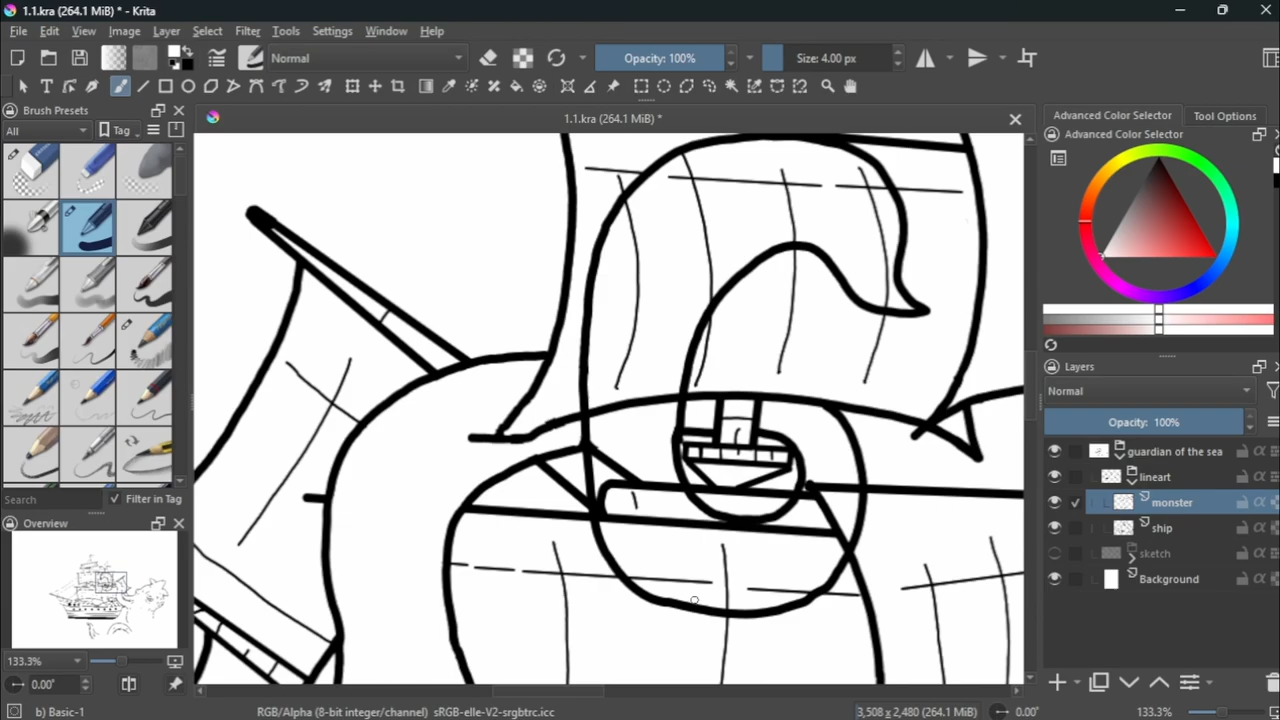 1.1.kra (264.1 MiB) * - Krita
File Edit View Image Layer Select Filter Tools Settings Window Help
Normal Opacity: 100% Size: 4.00 px
Brush Presets
All Tag
1.1.kra (264.1 MiB) *
Search Filter in Tag
Overview
133.3%
0.00°
Advanced Color Selector Tool Options
Advanced Color Selector
Layers
Normal
Opacity: 100%
guardian of the sea
lineart
monster
ship
sketch
Background
b) Basic-1 RGB/Alpha (8-bit integer/channel) sRGB-elle-V2-srgbtrc.icc 3,508 x 2,480 (264.1 MiB) 0.00° 133.3%